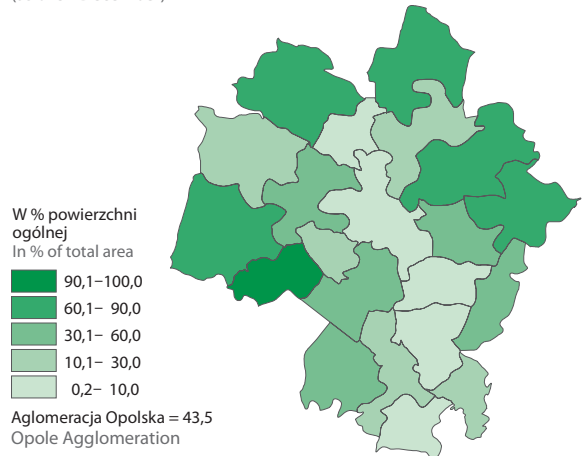 W % powierzchni
ogólnej
In % of total area
90,1–100,0
60,1– 90,0
30,1– 60,0
10,1– 30,0
0,2– 10,0
Aglomeracja Opolska = 43,5
Opole Agglomeration